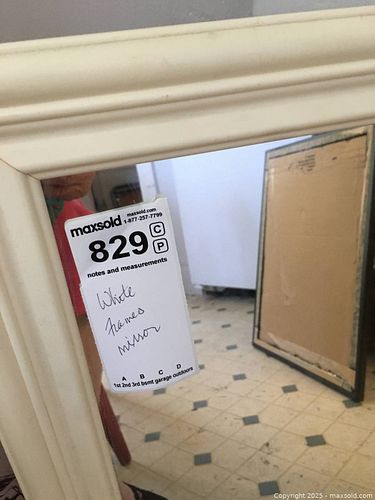 maxsold.com
maxsold 1-877-257-7799
829 C
P
notes and measurements
White
frames
mirror
A B C D
1st 2nd 3rd bsmt garage outdoors
Copyright 2025 - maxsold.com